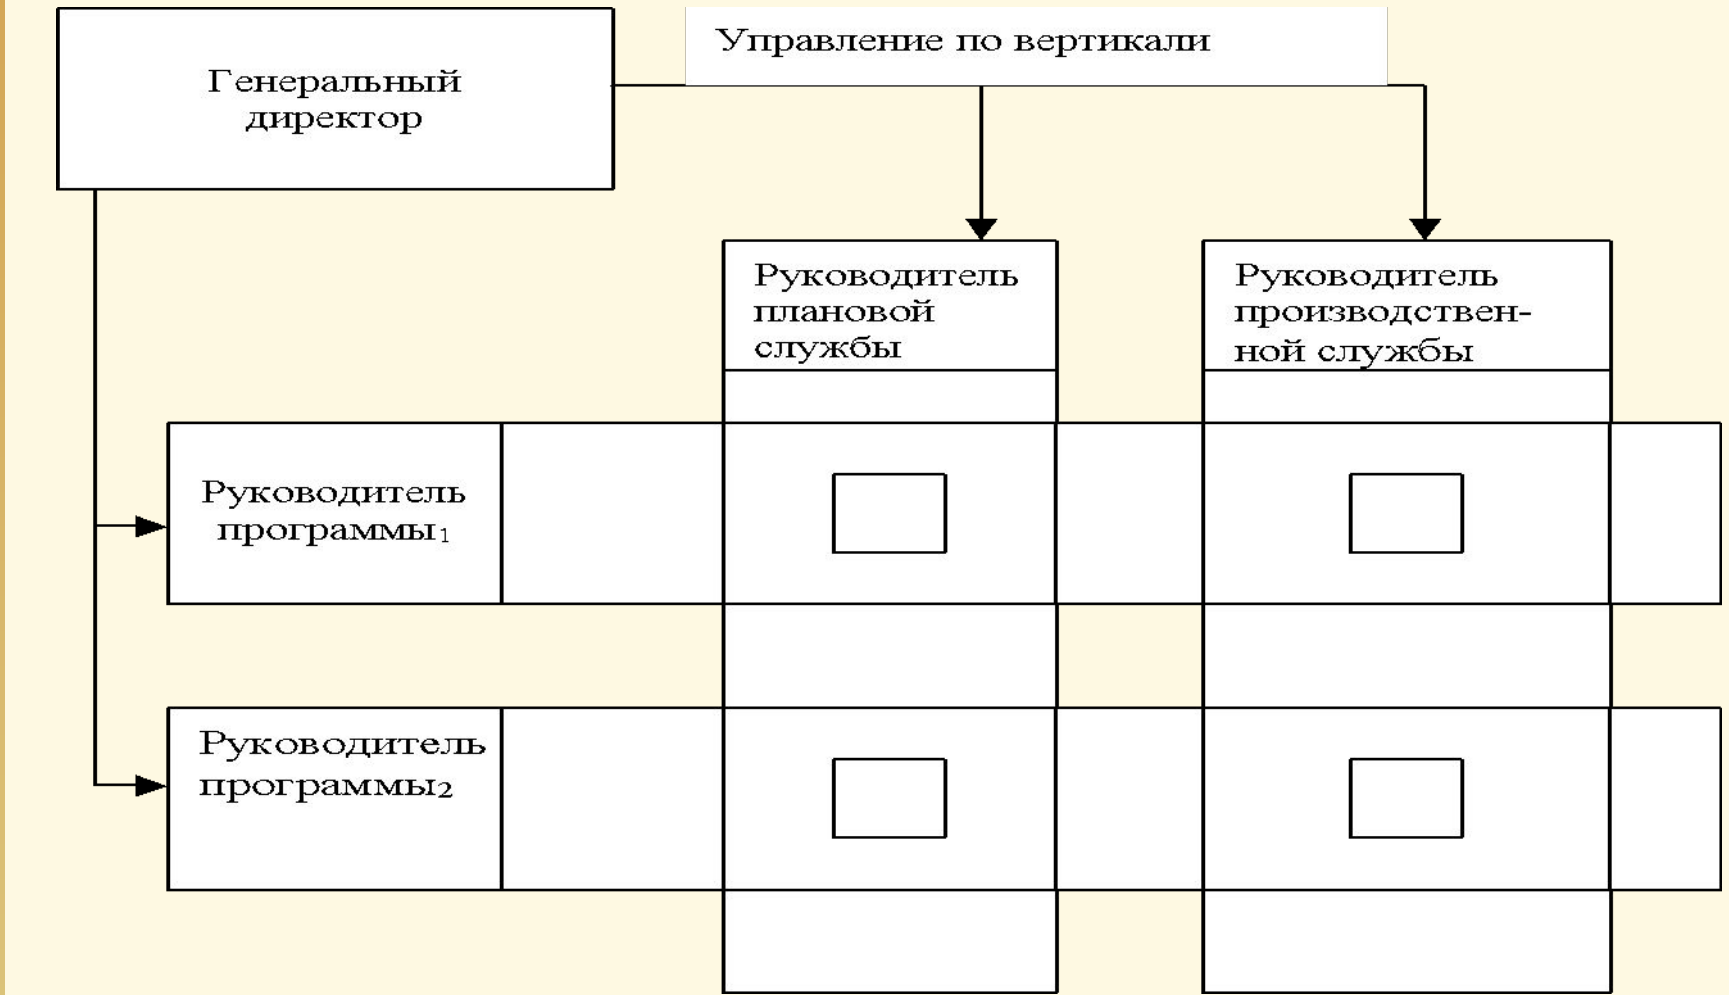 Генеральный
директор
Управление по вертикали
Руководитель
плановой
службы
Руководитель
производствен-
ной службы
Руководитель
программы₁
Руководитель
программы₂